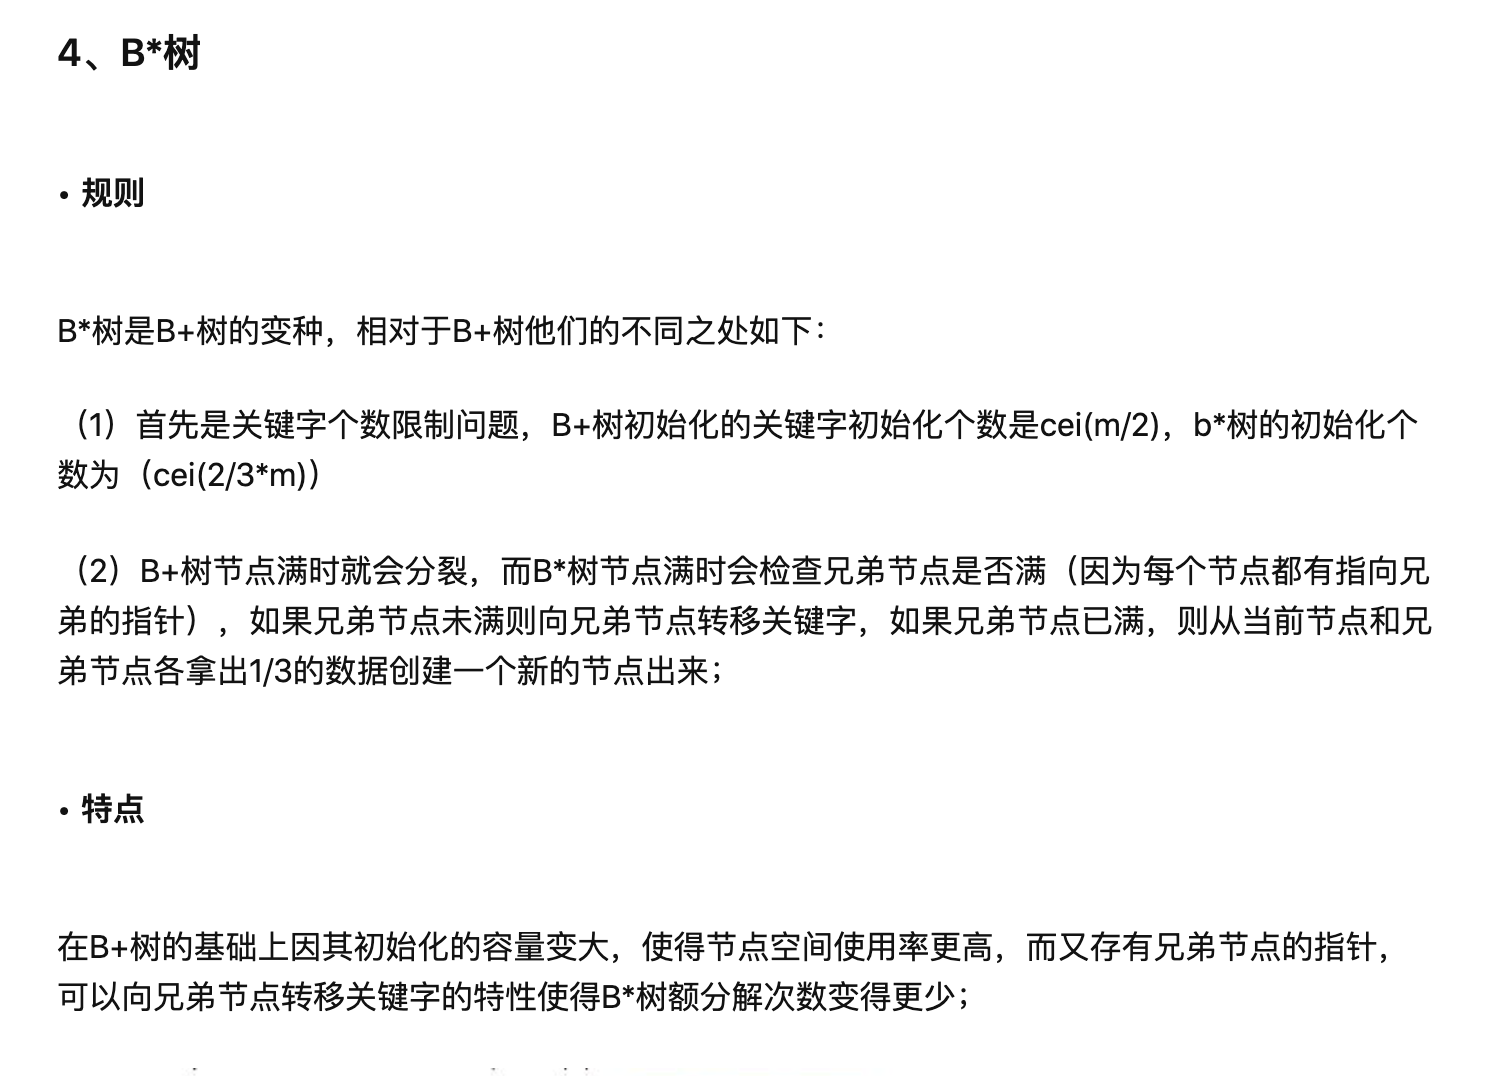 4、B*树
• 规则
B*树是B+树的变种，相对于B+树他们的不同之处如下：
（1）首先是关键字个数限制问题，B+树初始化的关键字初始化个数是cei(m/2)，b*树的初始化个
数为（cei(2/3*m)）
（2）B+树节点满时就会分裂，而B*树节点满时会检查兄弟节点是否满（因为每个节点都有指向兄
弟的指针），如果兄弟节点未满则向兄弟节点转移关键字，如果兄弟节点已满，则从当前节点和兄
弟节点各拿出1/3的数据创建一个新的节点出来；
• 特点
在B+树的基础上因其初始化的容量变大，使得节点空间使用率更高，而又存有兄弟节点的指针，
可以向兄弟节点转移关键字的特性使得B*树额分解次数变得更少；